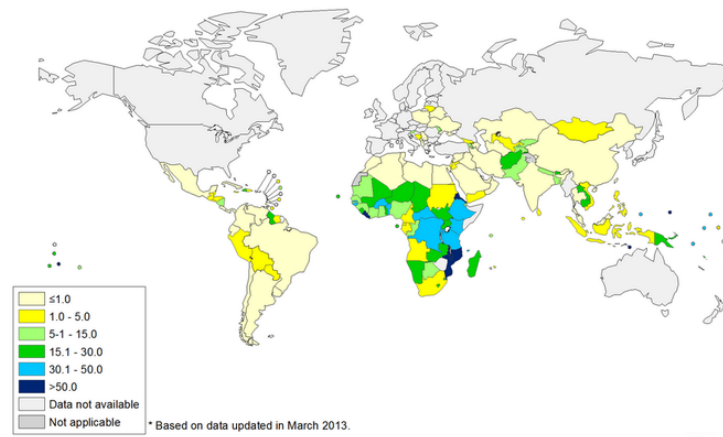 ≤1.0
1.0 - 5.0
5-1 - 15.0
15.1 - 30.0
30.1 - 50.0
>50.0
Data not available
Not applicable
* Based on data updated in March 2013.